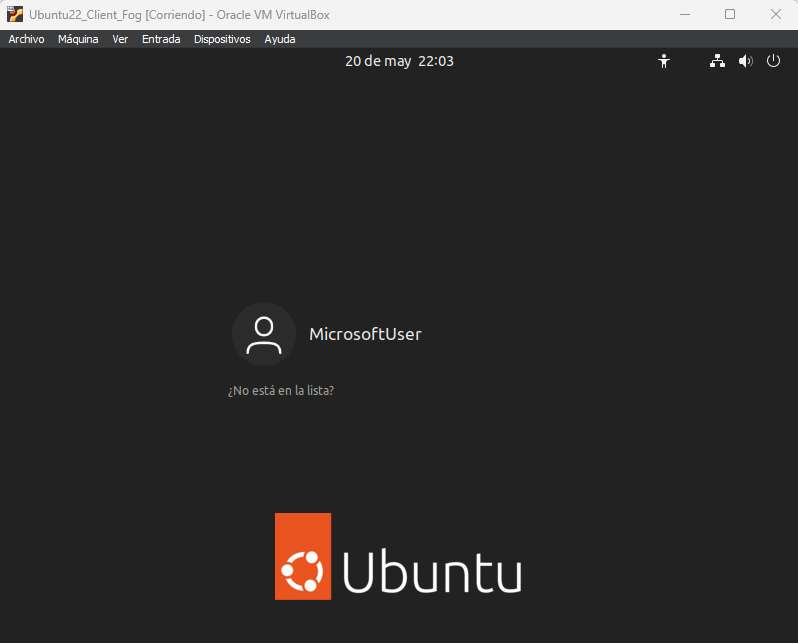 Ubuntu22_Client_Fog [Corriendo] - Oracle VM VirtualBox
Archivo Máquina Ver Entrada Dispositivos Ayuda
20 de may 22:03
MicrosoftUser
¿No está en la lista?
Ubuntu